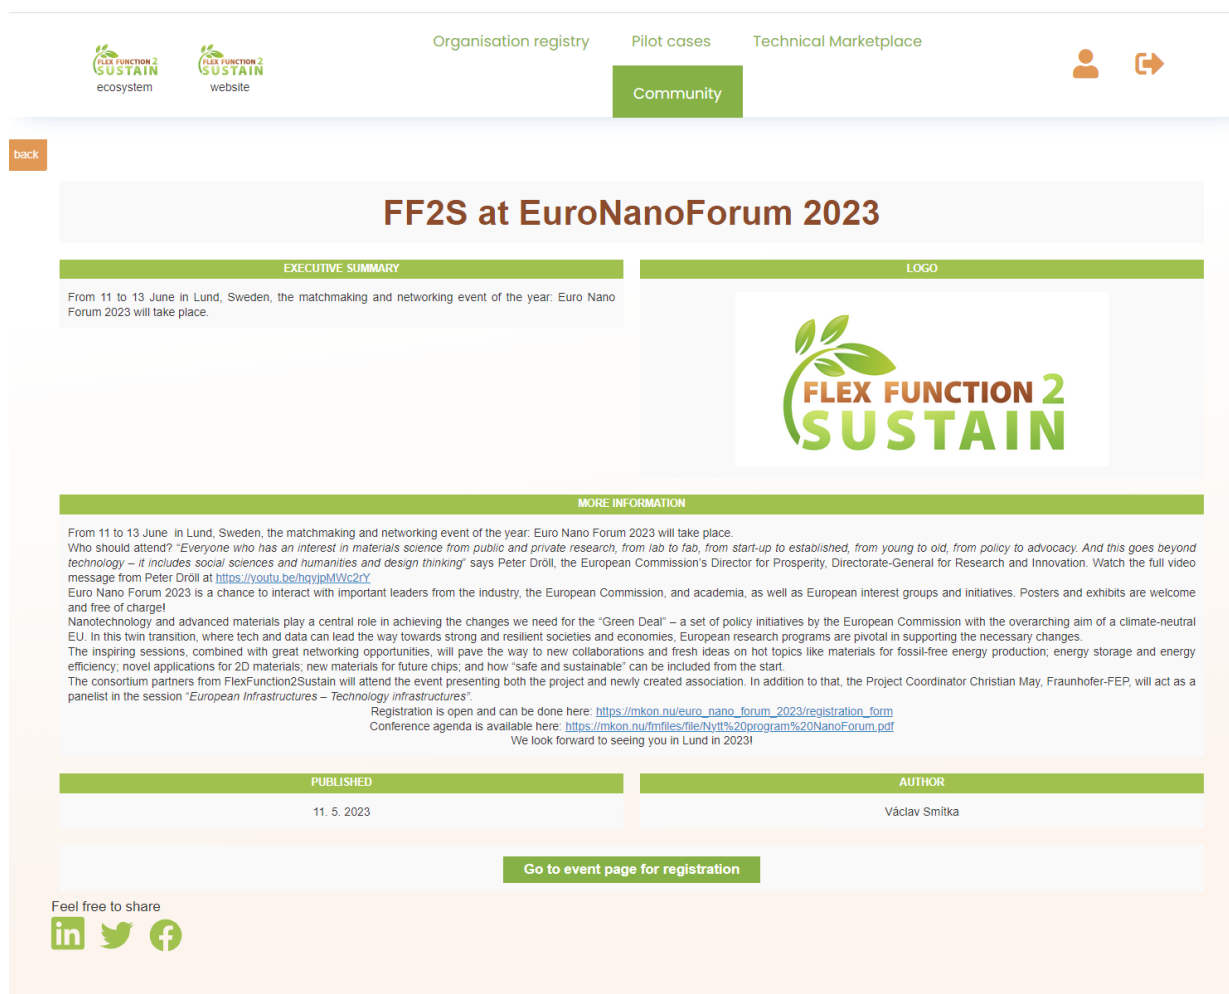 Organisation registry Pilot cases Technical Marketplace
FLEX FUNCTION 2
SUSTAIN
ecosystem
FLEX FUNCTION 2
SUSTAIN
website
Community
back
FF2S at EuroNanoForum 2023
EXECUTIVE SUMMARY
From 11 to 13 June in Lund, Sweden, the matchmaking and networking event of the year: Euro Nano
Forum 2023 will take place.
LOGO
FLEX FUNCTION 2
SUSTAIN
MORE INFORMATION
From 11 to 13 June in Lund, Sweden, the matchmaking and networking event of the year: Euro Nano Forum 2023 will take place.
Who should attend? “Everyone who has an interest in materials science from public and private research, from lab to fab, from start-up to established, from young to old, from policy to advocacy. And this goes beyond
technology – it includes social sciences and humanities and design thinking” says Peter Dröll, the European Commission’s Director for Prosperity, Directorate-General for Research and Innovation. Watch the full video
message from Peter Dröll at https://youtu.be/hqyjpMWc2rY
Euro Nano Forum 2023 is a chance to interact with important leaders from the industry, the European Commission, and academia, as well as European interest groups and initiatives. Posters and exhibits are welcome
and free of charge!
Nanotechnology and advanced materials play a central role in achieving the changes we need for the “Green Deal” – a set of policy initiatives by the European Commission with the overarching aim of a climate-neutral
EU. In this twin transition, where tech and data can lead the way towards strong and resilient societies and economies, European research programs are pivotal in supporting the necessary changes.
The inspiring sessions, combined with great networking opportunities, will pave the way to new collaborations and fresh ideas on hot topics like materials for fossil-free energy production; energy storage and energy
efficiency; novel applications for 2D materials; new materials for future chips; and how “safe and sustainable” can be included from the start.
The consortium partners from FlexFunction2Sustain will attend the event presenting both the project and newly created association. In addition to that, the Project Coordinator Christian May, Fraunhofer-FEP, will act as a
panelist in the session “European Infrastructures – Technology infrastructures”.
Registration is open and can be done here: https://mkon.nu/euro_nano_forum_2023/registration_form
Conference agenda is available here: https://mkon.nu/fmfiles/file/Nytt%20program%20NanoForum.pdf
We look forward to seeing you in Lund in 2023!
PUBLISHED
11. 5. 2023
AUTHOR
Václav Smítka
Go to event page for registration
Feel free to share